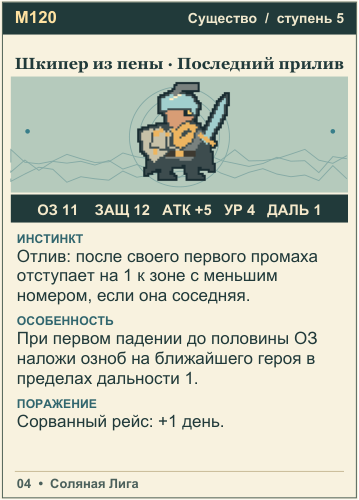 M120
Существо / ступень 5
Шкипер из пены · Последний прилив
ОЗ 11 ЗАЩ 12 АТК +5 УР 4 ДАЛЬ 1
ИНСТИНКТ
Отлив: после своего первого промаха
отступает на 1 к зоне с меньшим
номером, если она соседняя.
ОСОБЕННОСТЬ
При первом падении до половины ОЗ
наложи озноб на ближайшего героя в
пределах дальности 1.
ПОРАЖЕНИЕ
Сорванный рейс: +1 день.
04 • Соляная Лига